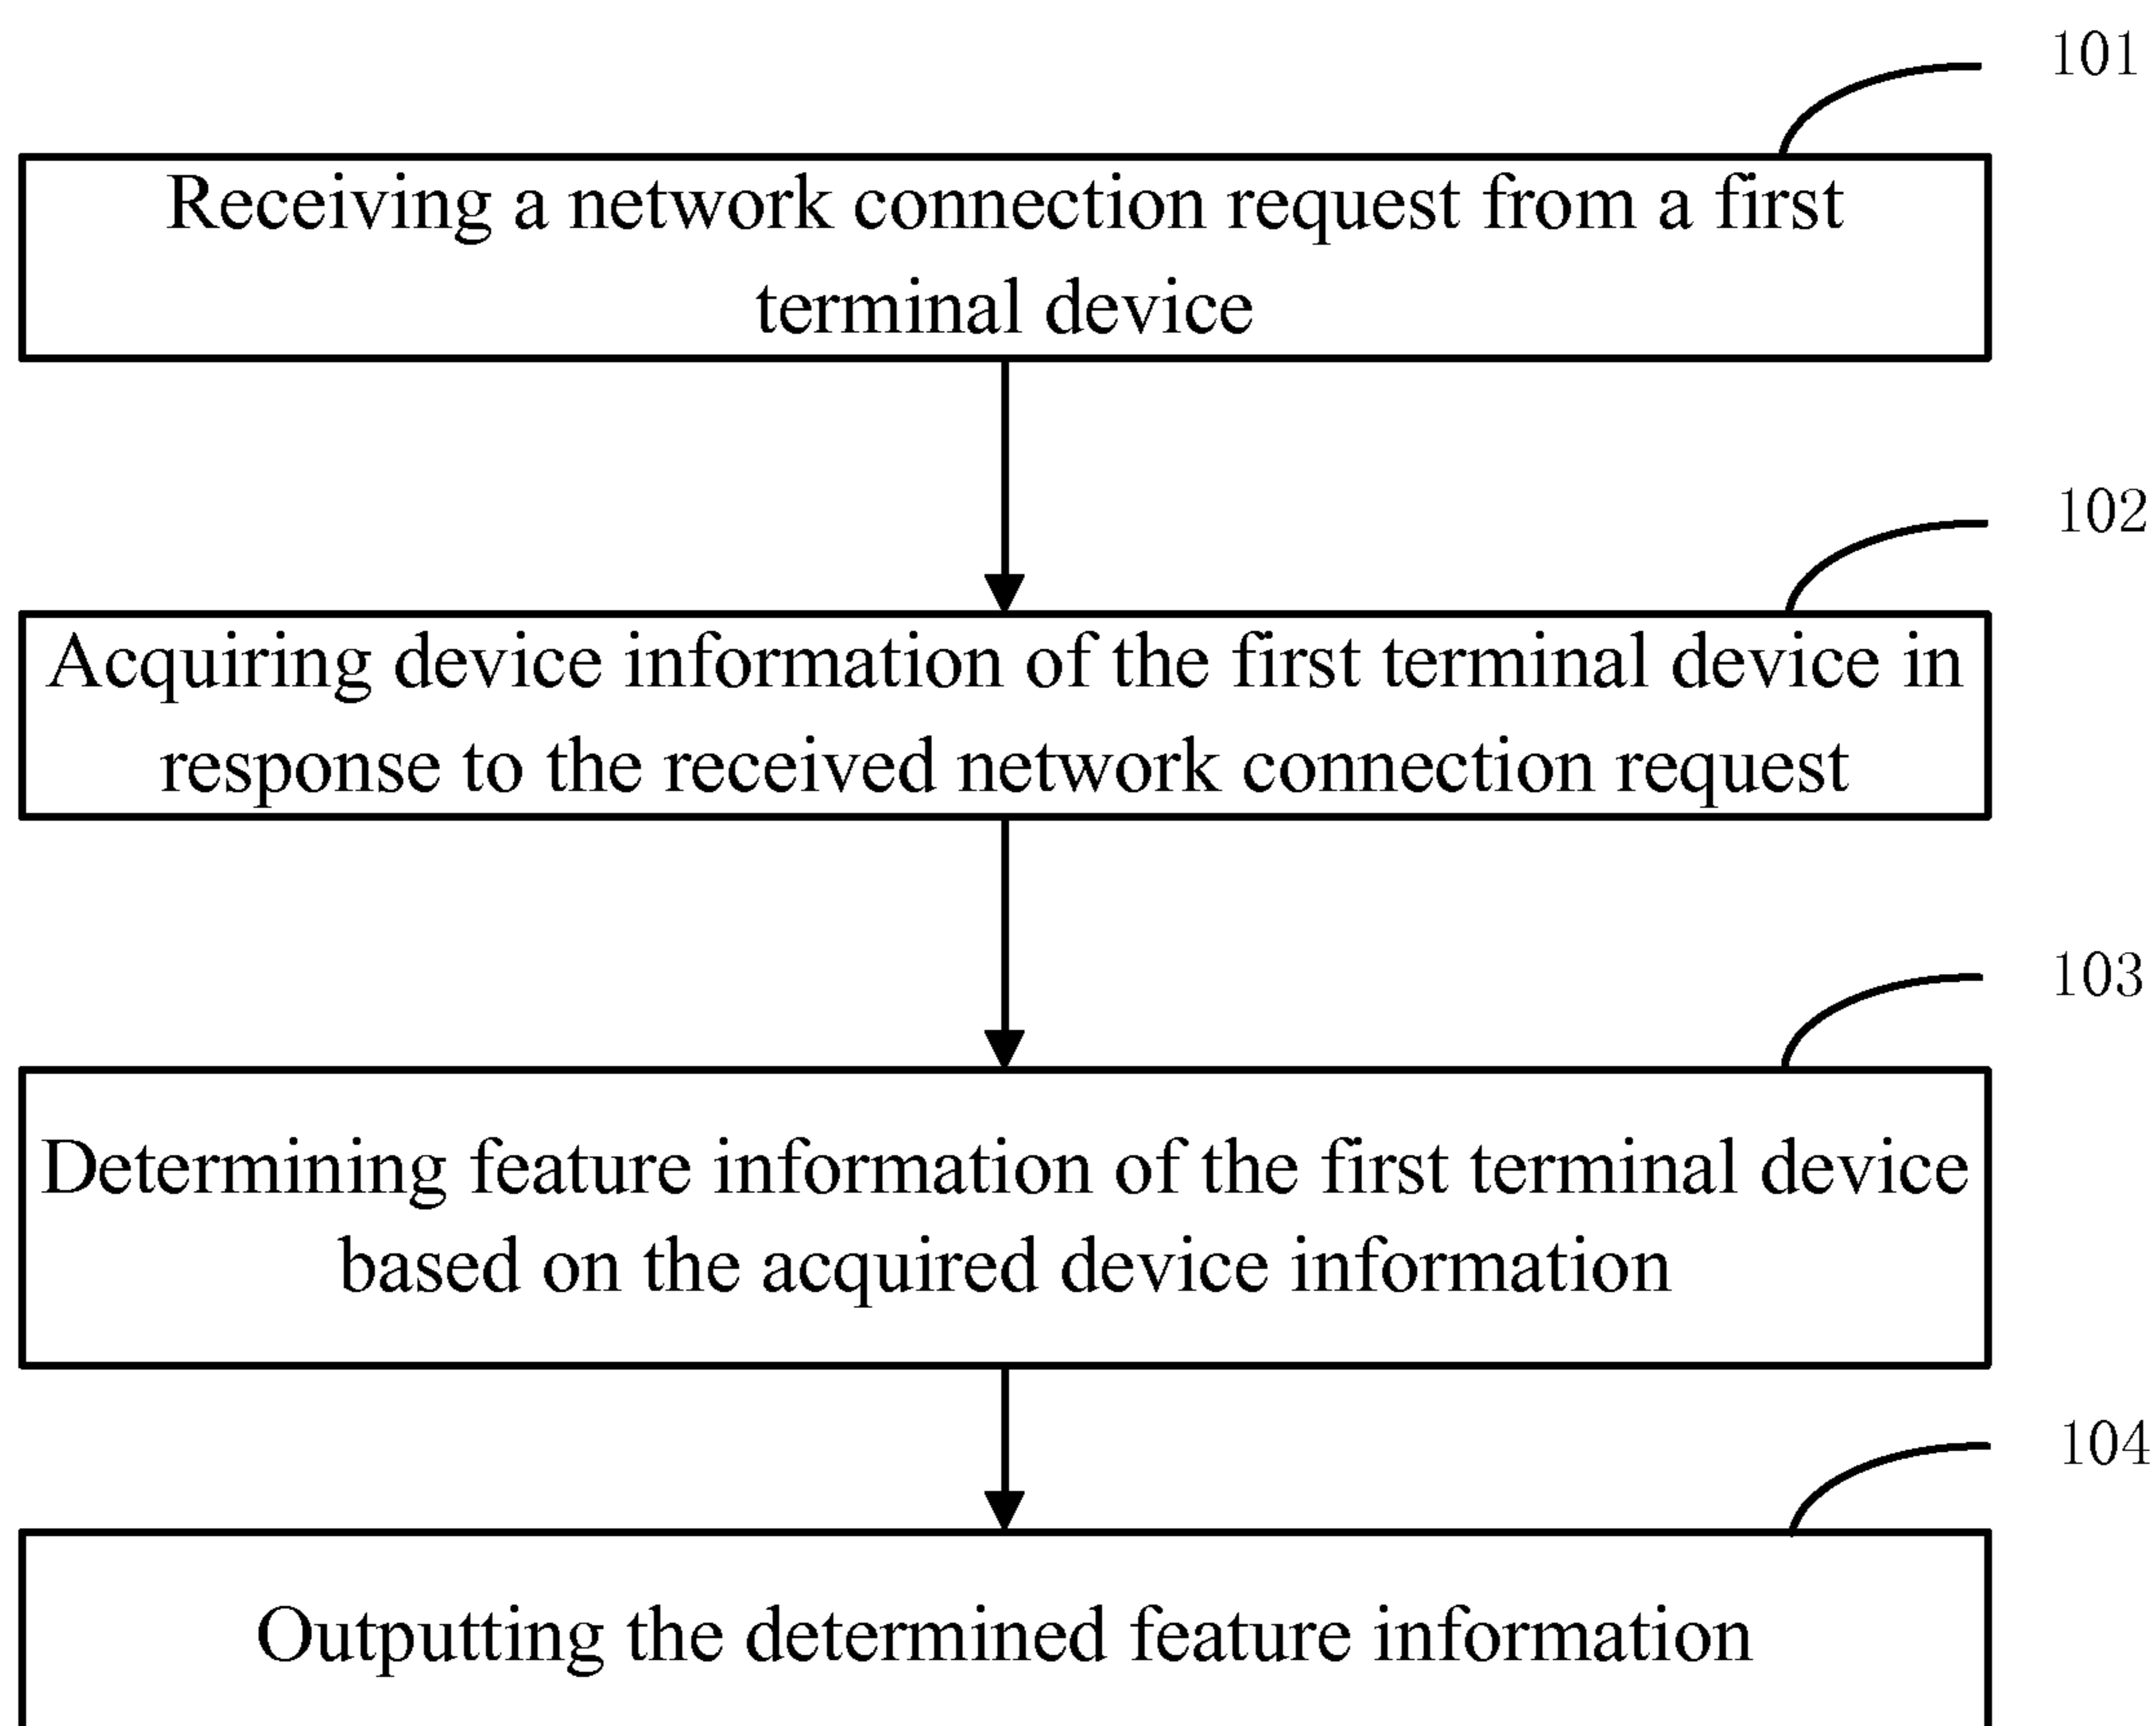 101
Receiving a network connection request from a first
terminal device
102
Acquiring device information of the first terminal device in
response to the received network connection request
103
Determining feature information of the first terminal device
based on the acquired device information
104
Outputting the determined feature information